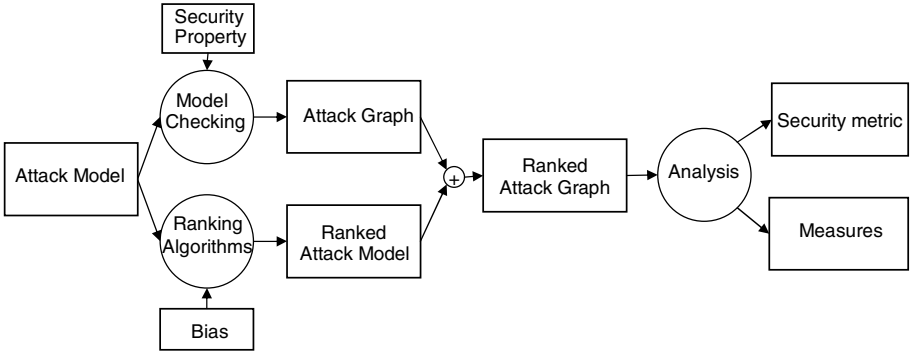 Security
Property
Model
Checking
Attack Graph
Attack Model
Ranking
Algorithms
Ranked
Attack Model
Bias
+
Ranked
Attack Graph
Analysis
Security metric
Measures